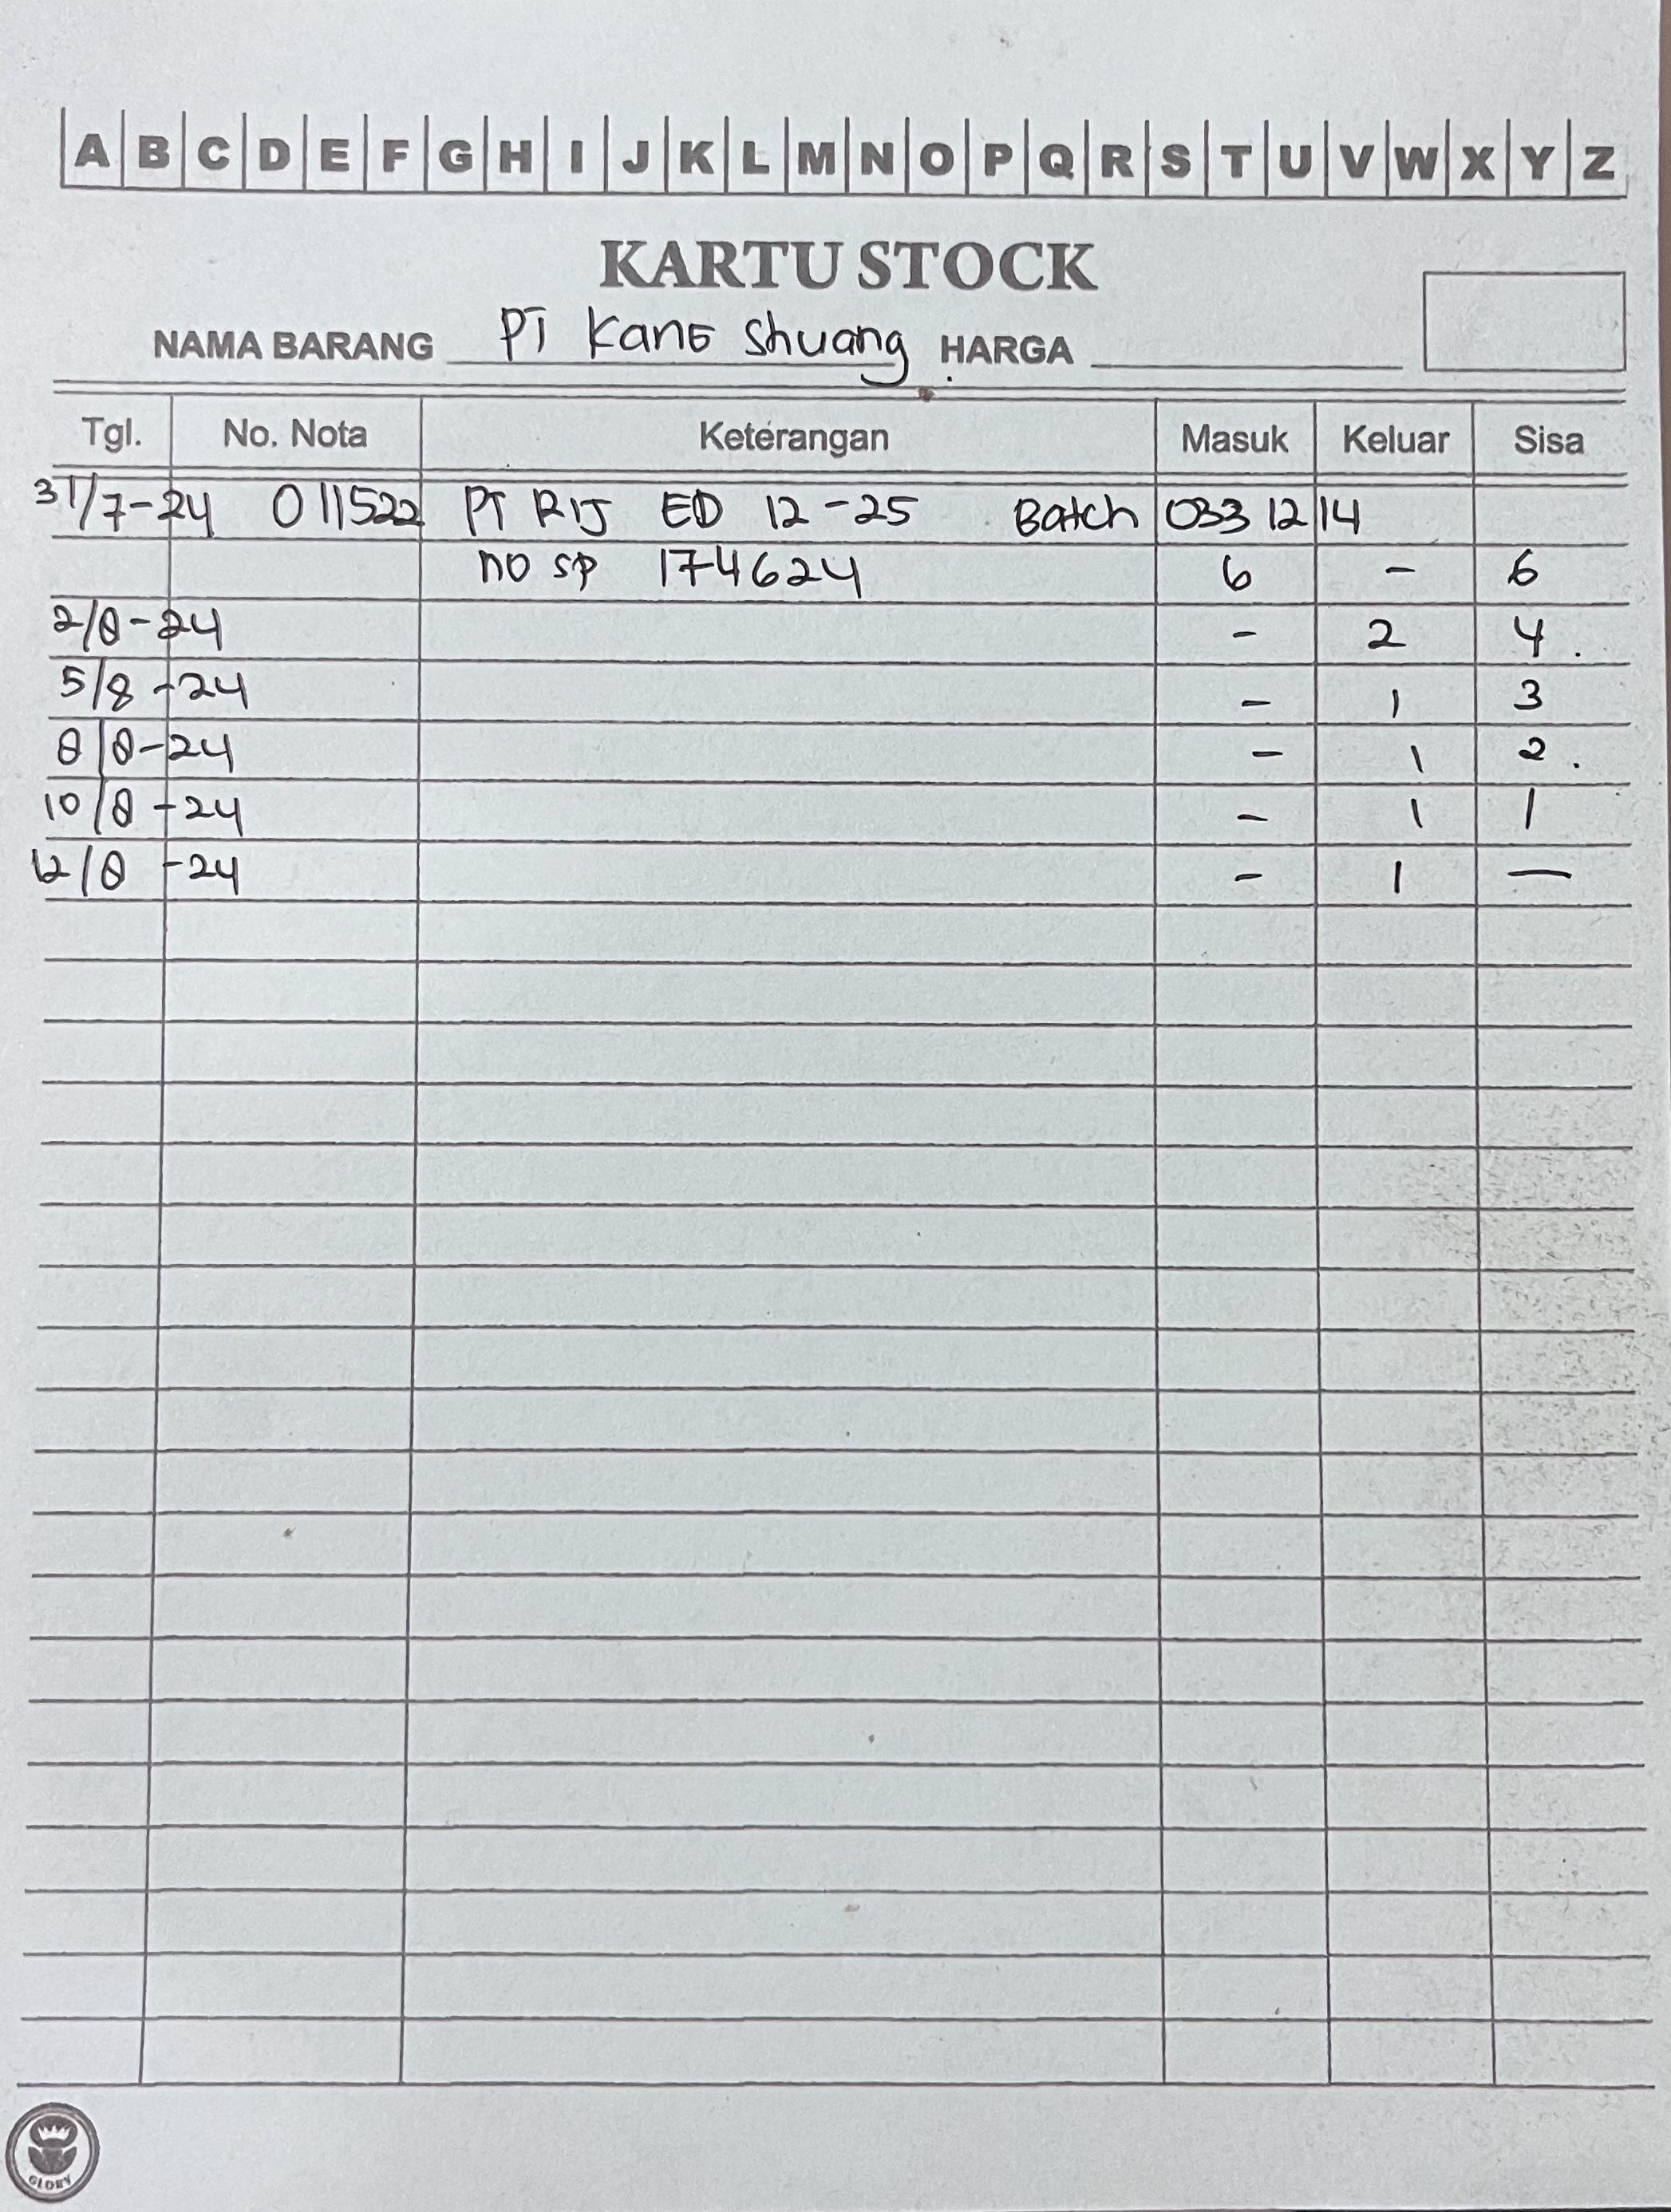 A B C D E F G H I J K L M N O P Q R S T U V W X Y Z
KARTU STOCK
NAMA BARANG PT Kang Shuang HARGA
Tgl. No. Nota Keterangan Masuk Keluar Sisa
31/7-24 011522 PT RIJ ED 12-25 Batch 0331214
no SP 174624 6 - 6
2/8-24 - 2 4.
5/8-24 - 1 3
8/8-24 - 1 2.
10/8-24 - 1 1
12/8-24 - 1 —
GLORY